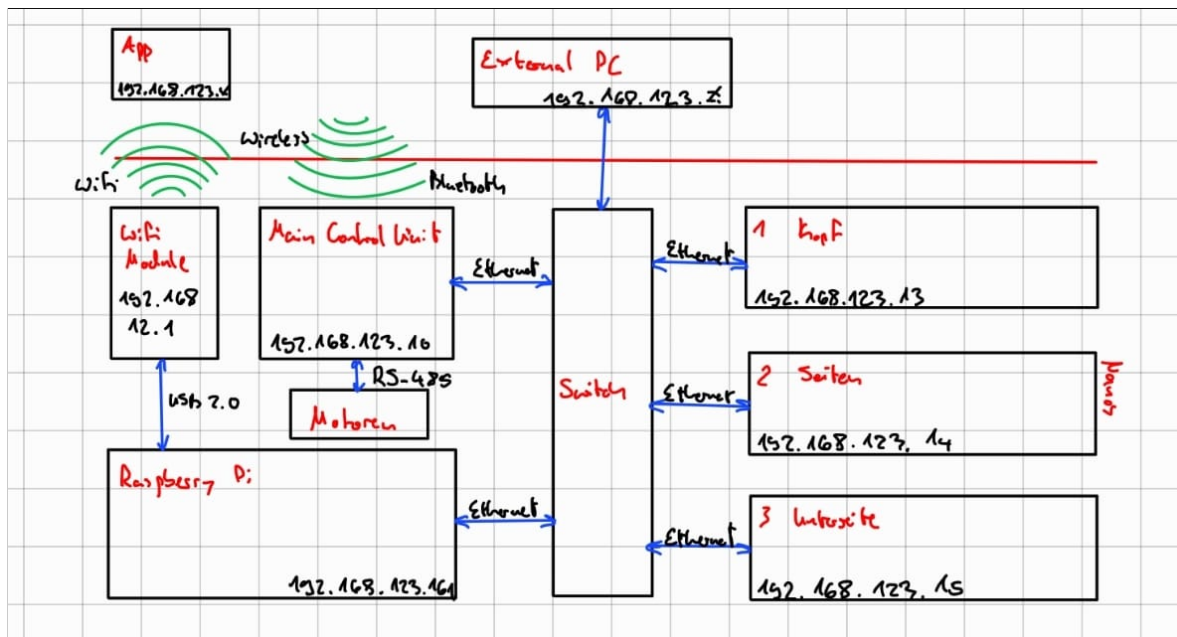 App
192.168.123.x
External PC
192.168.123.z
Wireless
Wifi
Bluetooth
Wifi
Module
192.168
12.1
Main Control Unit
192.168.123.10
Ethernet
RS-485
Motoren
USB 2.0
Raspberry Pi
192.168.123.161
Ethernet
Switch
Ethernet
1 Kopf
192.168.123.13
Ethernet
2 Seiten
192.168.123.14
Nanos
Ethernet
3 Unterseite
192.168.123.15